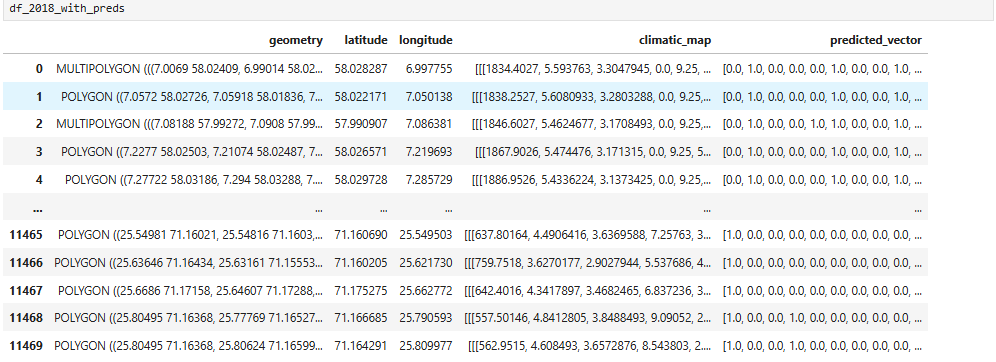 df_2018_with_preds
geometry latitude longitude climatic_map predicted_vector
0 MULTIPOLYGON (((7.0069 58.02409, 6.99014 58.02... 58.028287 6.997755 [[[1834.4027, 5.593763, 3.3047945, 0.0, 9.25,... [0.0, 1.0, 0.0, 0.0, 0.0, 1.0, 0.0, 0.0, 1.0, ...
1 POLYGON ((7.0572 58.02726, 7.05918 58.01836, 7.... 58.022171 7.050138 [[[1838.2527, 5.6080933, 3.2803288, 0.0, 9.25,... [0.0, 1.0, 0.0, 0.0, 0.0, 1.0, 0.0, 0.0, 1.0, ...
2 MULTIPOLYGON (((7.08188 57.99272, 7.0908 57.99... 57.990907 7.086381 [[[1846.6027, 5.4624677, 3.1708493, 0.0, 9.25,... [0.0, 1.0, 0.0, 0.0, 1.0, 1.0, 0.0, 0.0, 1.0, ...
3 POLYGON ((7.2277 58.02503, 7.21074 58.02487, 7.... 58.026571 7.219693 [[[1867.9026, 5.474476, 3.171315, 0.0, 9.25, 5... [0.0, 1.0, 0.0, 0.0, 0.0, 1.0, 0.0, 0.0, 1.0, ...
4 POLYGON ((7.27722 58.03186, 7.294 58.03288, 7.... 58.029728 7.285729 [[[1886.9526, 5.4336224, 3.1373425, 0.0, 9.25,... [0.0, 1.0, 0.0, 0.0, 0.0, 1.0, 0.0, 0.0, 1.0, ...
... ... ... ... ... ...
11465 POLYGON ((25.54981 71.16021, 25.54816 71.1603,... 71.160690 25.549503 [[[637.80164, 4.4906416, 3.6369588, 7.25763, 3... [1.0, 0.0, 0.0, 0.0, 0.0, 0.0, 0.0, 0.0, 0.0, ...
11466 POLYGON ((25.63646 71.16434, 25.63161 71.15553... 71.160205 25.621730 [[[759.7518, 3.6270177, 2.9027944, 5.537686, 4... [1.0, 0.0, 0.0, 0.0, 0.0, 0.0, 0.0, 0.0, 0.0, ...
11467 POLYGON ((25.6686 71.17158, 25.64607 71.17288,... 71.175275 25.662772 [[[642.4016, 4.3417897, 3.4682465, 6.837236, 3... [1.0, 0.0, 0.0, 0.0, 0.0, 0.0, 0.0, 0.0, 0.0, ...
11468 POLYGON ((25.80495 71.16368, 25.77769 71.16527... 71.166685 25.790593 [[[557.50146, 4.8412805, 3.8488493, 9.09052, 2... [1.0, 0.0, 0.0, 1.0, 0.0, 0.0, 0.0, 0.0, 0.0, ...
11469 POLYGON ((25.80495 71.16368, 25.80624 71.16599... 71.164291 25.809977 [[[562.9515, 4.608493, 3.6572876, 8.543803, 2.... [1.0, 0.0, 0.0, 1.0, 0.0, 0.0, 0.0, 0.0, 0.0, ...